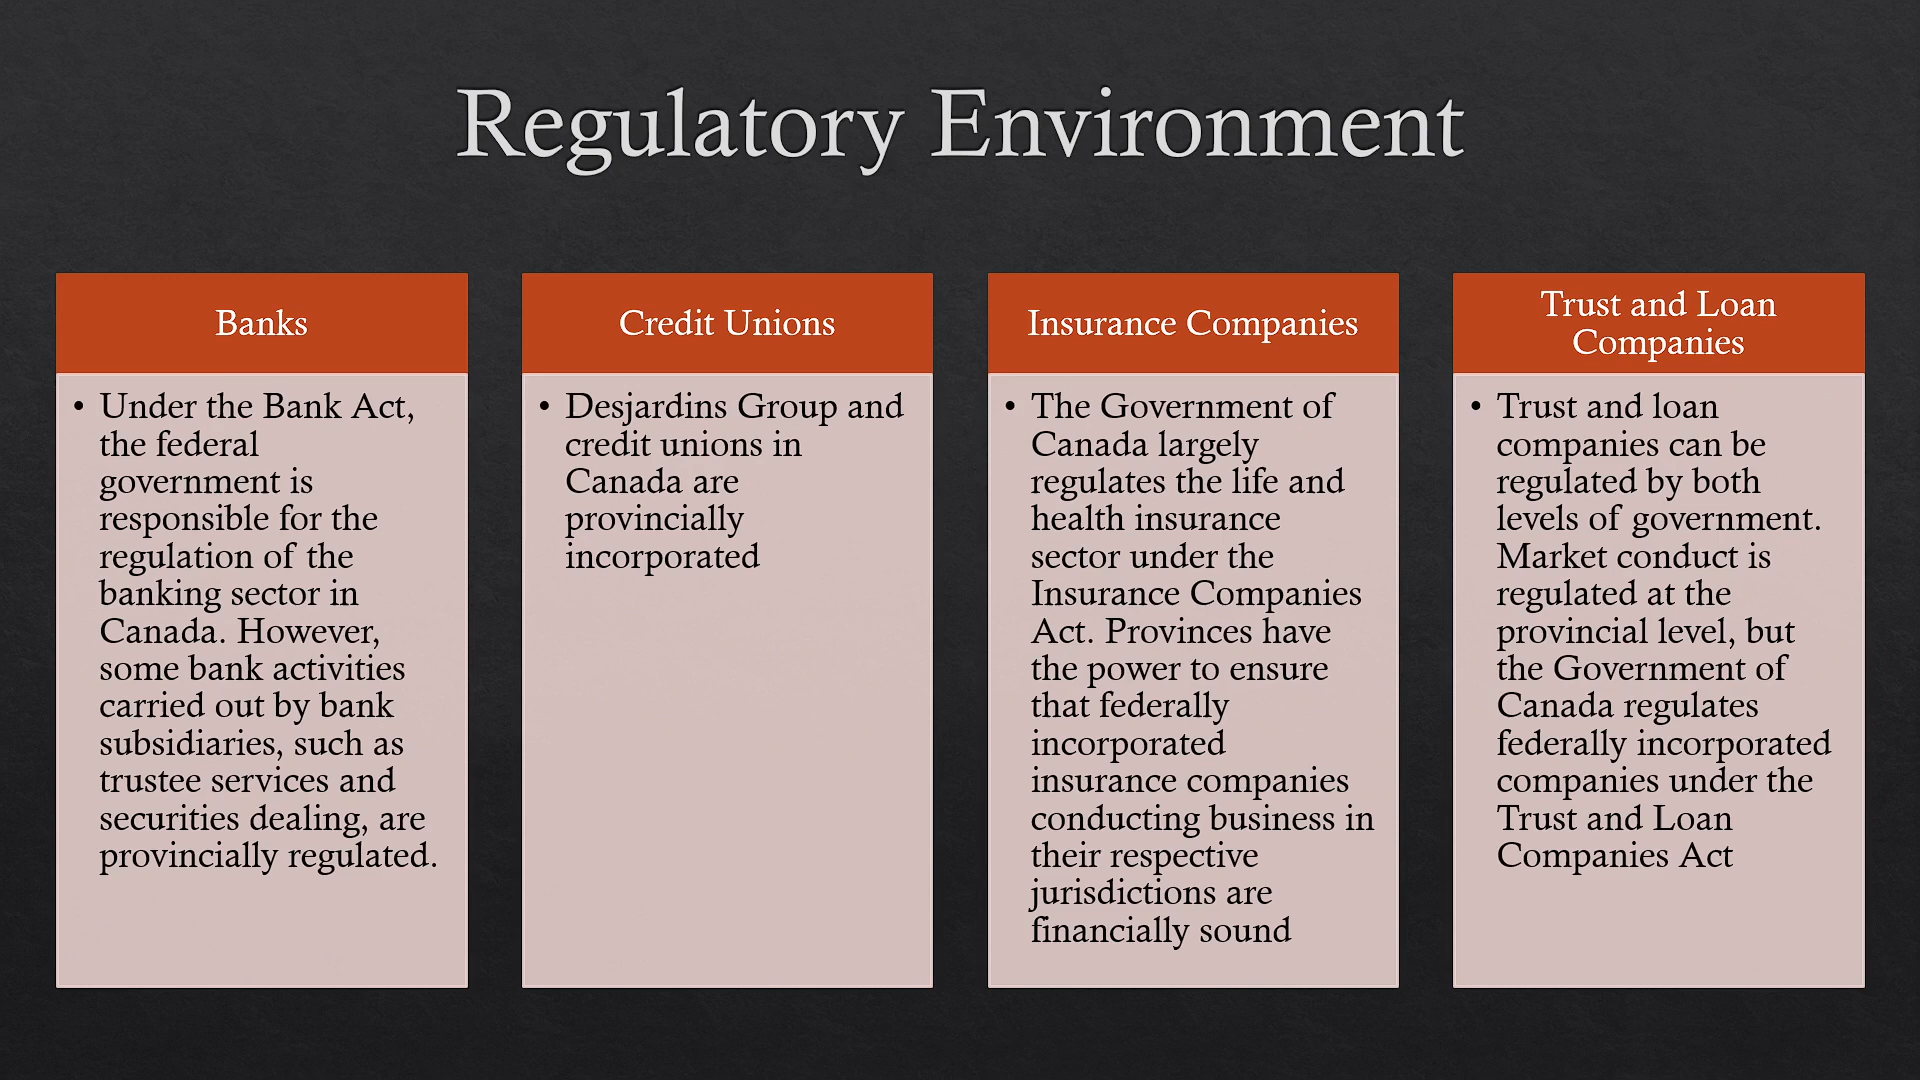 Regulatory Environment
Banks
• Under the Bank Act,
the federal
government is
responsible for the
regulation of the
banking sector in
Canada. However,
some bank activities
carried out by bank
subsidiaries, such as
trustee services and
securities dealing, are
provincially regulated.
Credit Unions
• Desjardins Group and
credit unions in
Canada are
provincially
incorporated
Insurance Companies
• The Government of
Canada largely
regulates the life and
health insurance
sector under the
Insurance Companies
Act. Provinces have
the power to ensure
that federally
incorporated
insurance companies
conducting business in
their respective
jurisdictions are
financially sound
Trust and Loan
Companies
• Trust and loan
companies can be
regulated by both
levels of government.
Market conduct is
regulated at the
provincial level, but
the Government of
Canada regulates
federally incorporated
companies under the
Trust and Loan
Companies Act